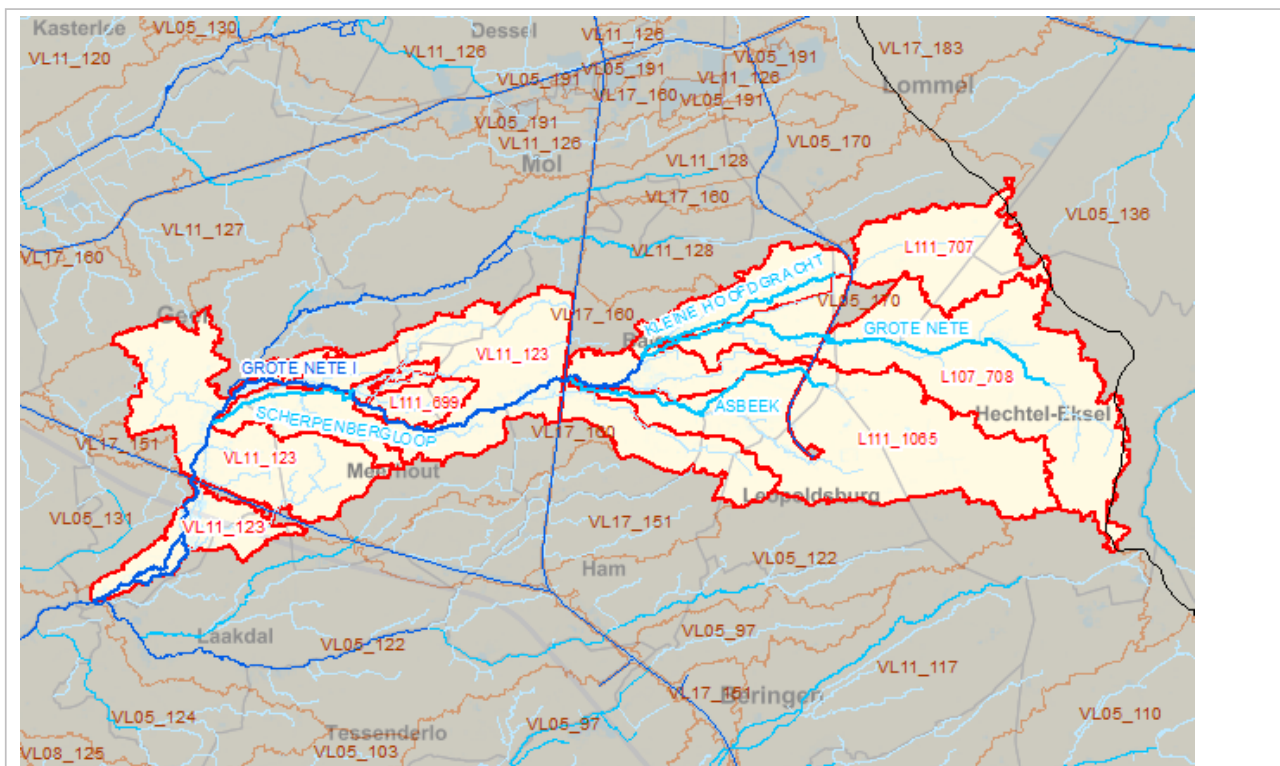 Kasterlee
VL05_130
Dessel
VL11_126
VL17_183
VL11_120
VL11_126
VL05_191
VL05_191
VL05_191
VL11_126
Lommel
VL17_160
VL05_191
VL05_191
VL11_126
VL05_170
Mol
VL11_128
VL17_160
VL05_136
VL11_127
VL17_160
VL11_128
L111_707
KLEINE HOOFDGRACHT
VL05_170
Geel
VL17_160
GROTE NETE
VL11_123
GROTE NETE I
L107_708
L111_699
ASBEEK
Hechtel-Eksel
SCHERPENBERGLOOP
VL17_160
L111_1065
VL17_151
VL11_123
Meerhout
Leopoldsburg
VL05_131
VL11_123
VL17_151
VL05_122
Ham
Laakdal
VL05_122
VL05_97
VL11_117
VL17_151
Beringen
VL05_124
VL05_97
VL05_110
Tessenderlo
VL08_125
VL05_103